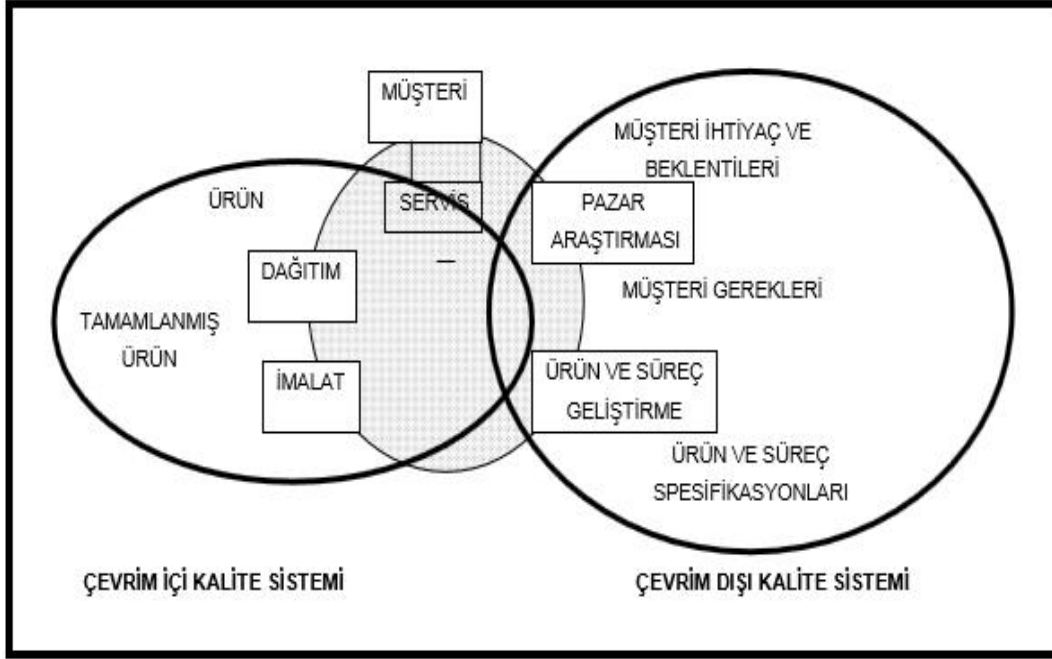 MÜŞTERİ
SERVİS
ÜRÜN
DAĞITIM
TAMAMLANMIŞ
ÜRÜN
İMALAT
MÜŞTERİ İHTİYAÇ VE
BEKLENTİLERİ
PAZAR
ARAŞTIRMASI
MÜŞTERİ GEREKLERİ
ÜRÜN VE SÜREÇ
GELİŞTİRME
ÜRÜN VE SÜREÇ
SPESİFİKASYONLARI
ÇEVRİM İÇİ KALİTE SİSTEMİ
ÇEVRİM DIŞI KALİTE SİSTEMİ